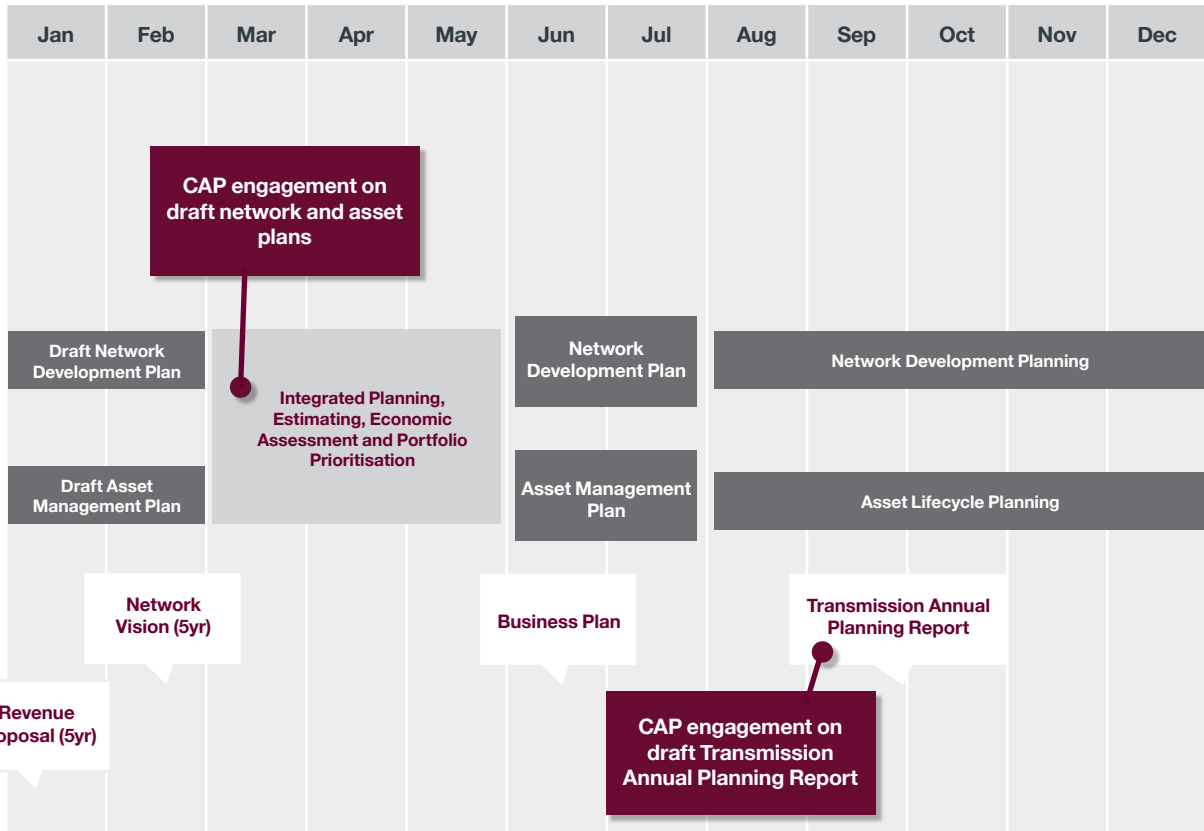 Jan Feb Mar Apr May Jun Jul Aug Sep Oct Nov Dec
CAP engagement on
draft network and asset
plans
Draft Network
Development Plan
Integrated Planning,
Estimating, Economic
Assessment and Portfolio
Prioritisation
Network
Development Plan
Network Development Planning
Draft Asset
Management Plan
Asset Management
Plan
Asset Lifecycle Planning
Network
Vision (5yr)
Business Plan
Transmission Annual
Planning Report
Revenue
oposal (5yr)
CAP engagement on
draft Transmission
Annual Planning Report